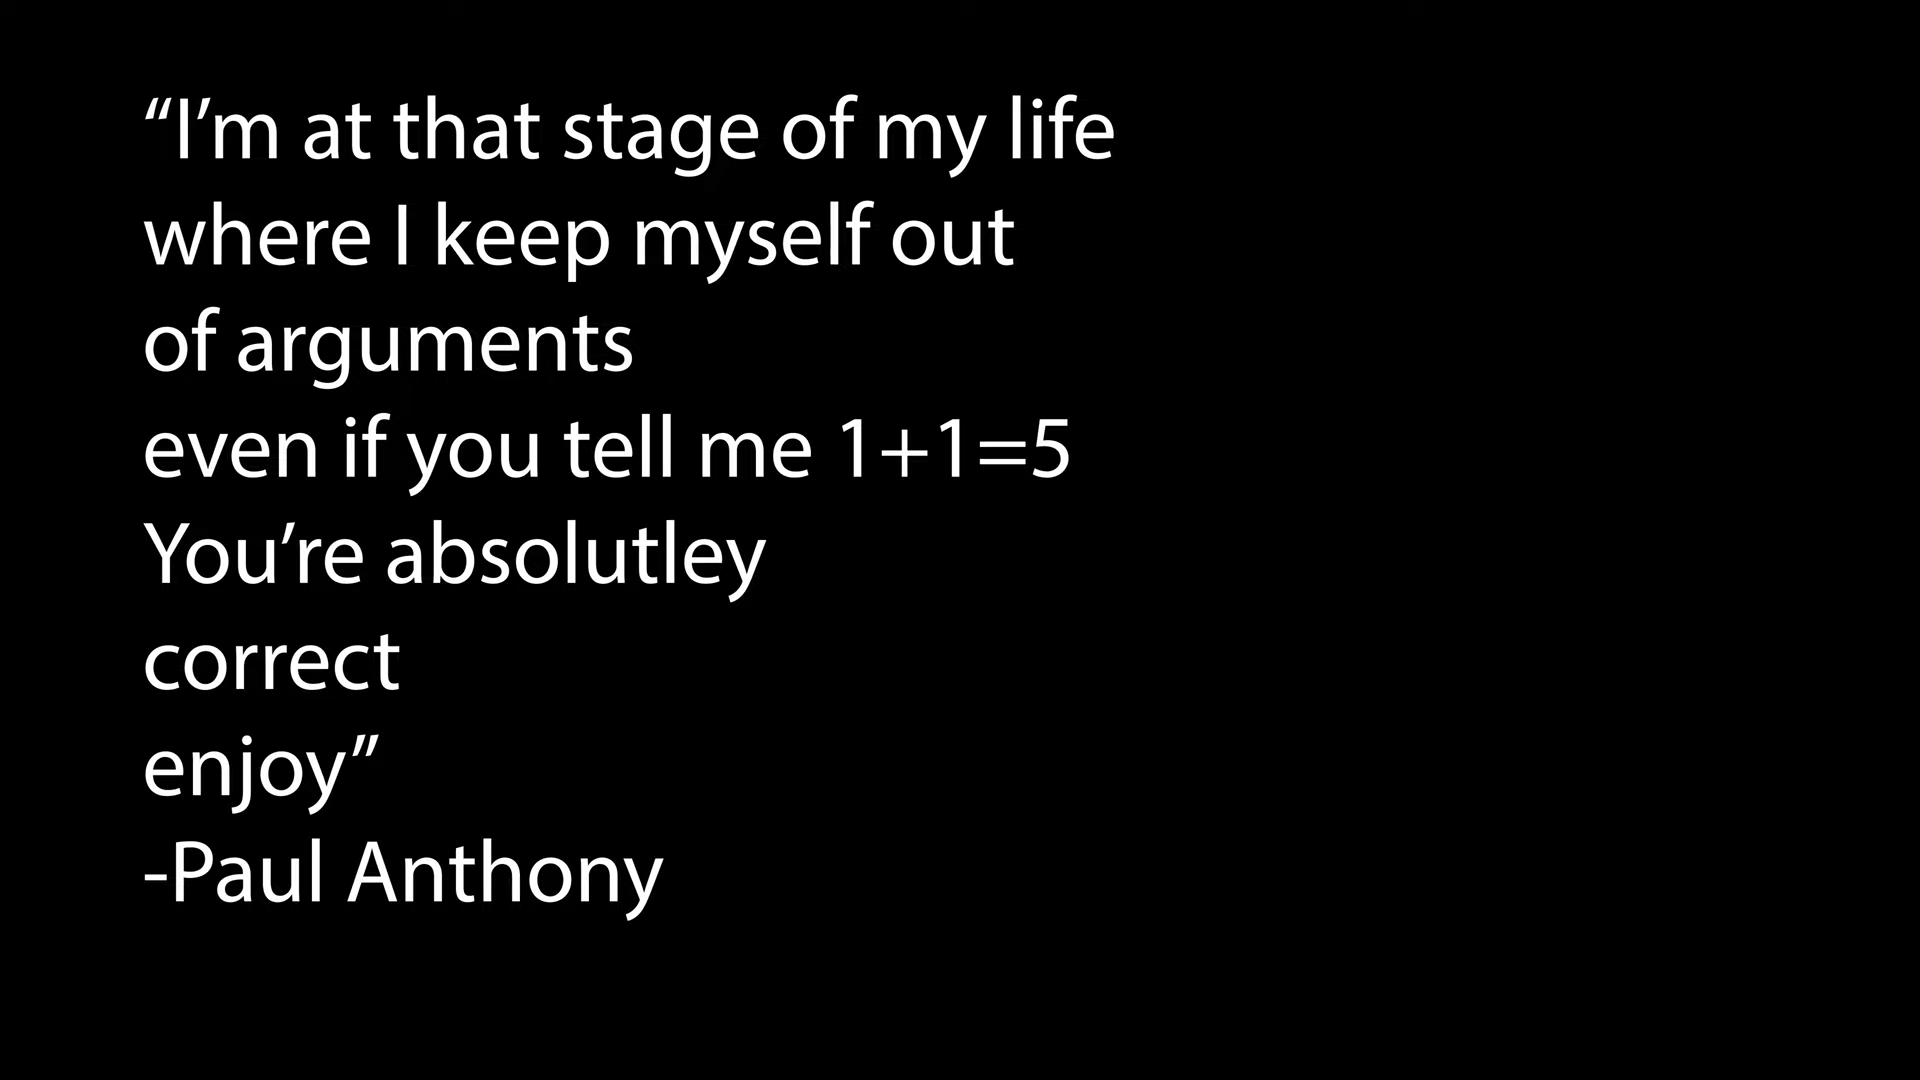 “I’m at that stage of my life
where I keep myself out
of arguments
even if you tell me 1+1=5
You’re absolutley
correct
enjoy”
-Paul Anthony